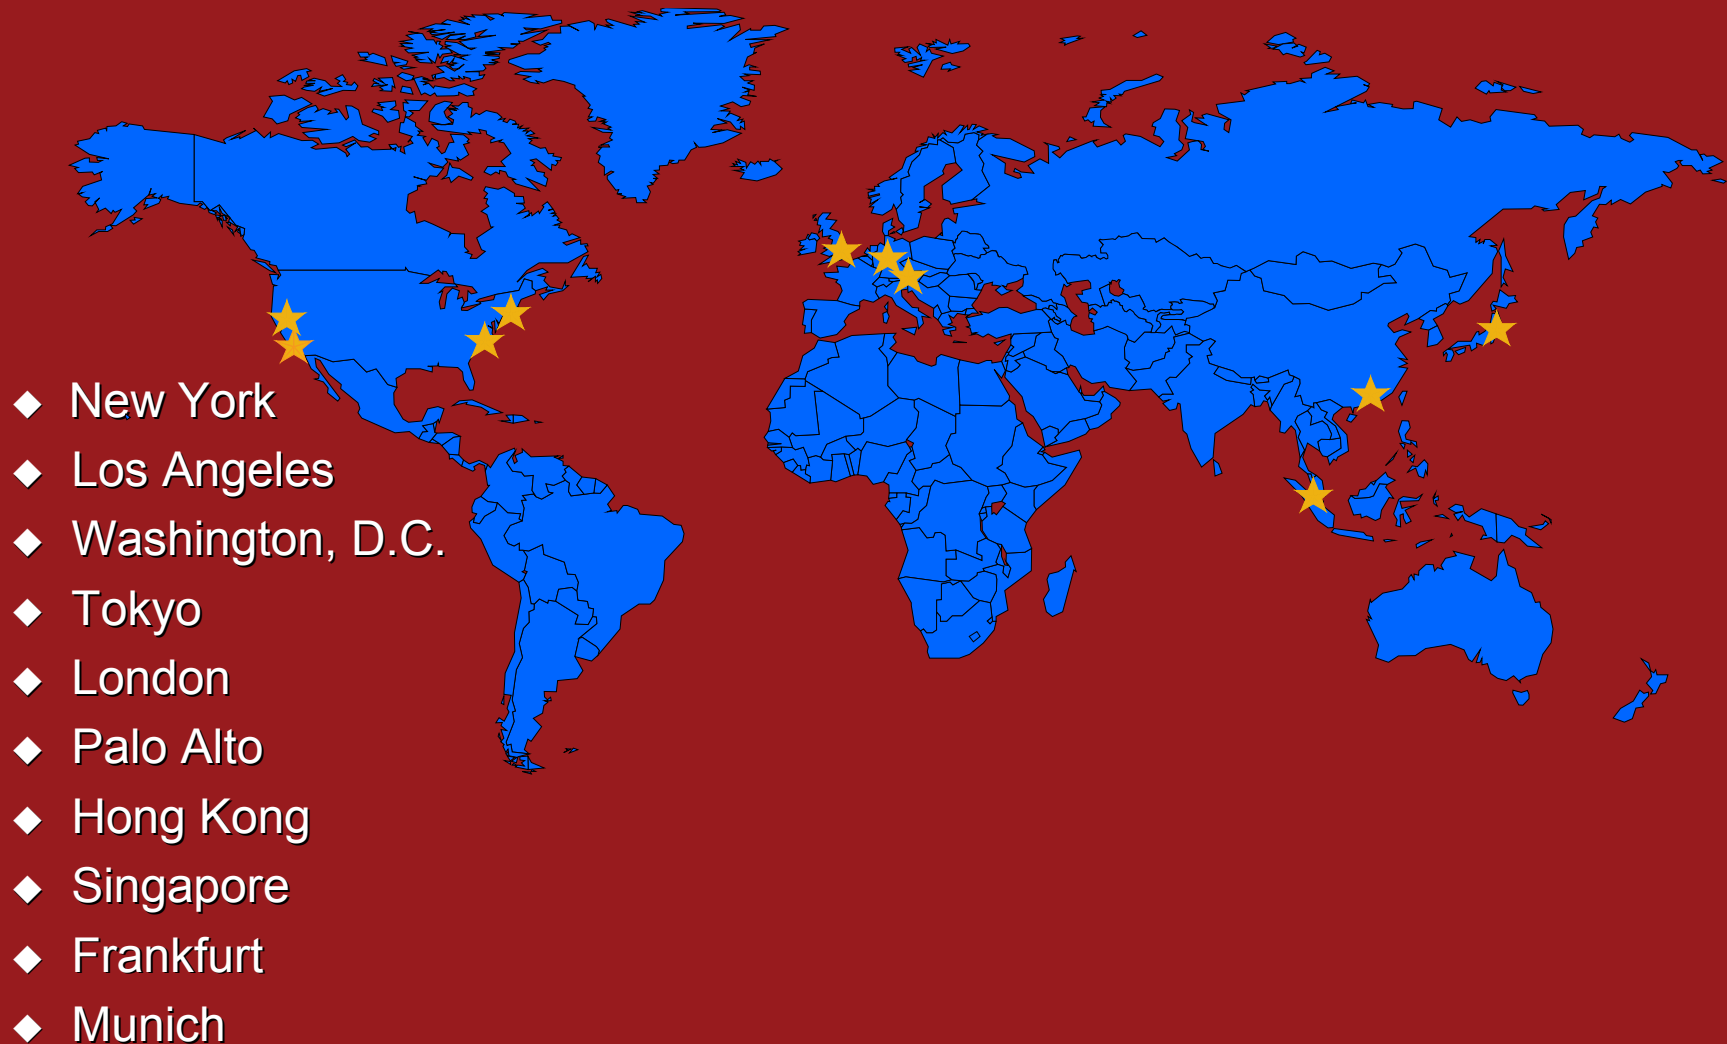 ◆ New York
◆ Los Angeles
◆ Washington, D.C.
◆ Tokyo
◆ London
◆ Palo Alto
◆ Hong Kong
◆ Singapore
◆ Frankfurt
◆ Munich